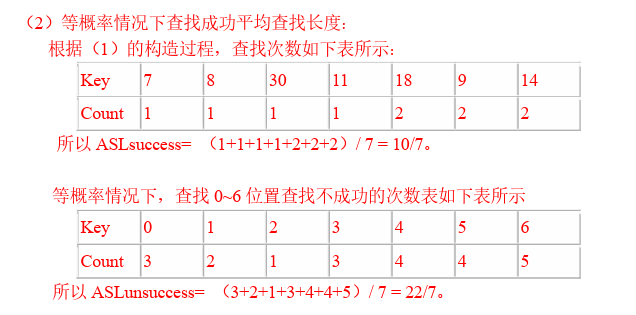 （2）等概率情况下查找成功平均查找长度：
根据（1）的构造过程，查找次数如下表所示：
Key 7 8 30 11 18 9 14
Count 1 1 1 1 2 2 2
所以 ASLsuccess= （1+1+1+1+2+2+2）/ 7 = 10/7。
等概率情况下，查找 0~6 位置查找不成功的次数表如下表所示
Key 0 1 2 3 4 5 6
Count 3 2 1 3 4 4 5
所以 ASLunsuccess= （3+2+1+3+4+4+5）/ 7 = 22/7。